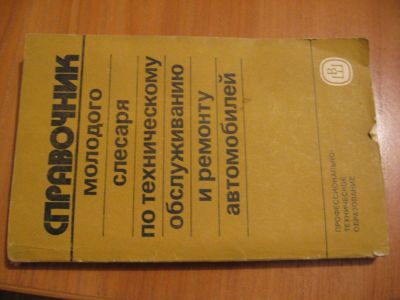 СПРАВОЧНИК
МОЛОДОГО
слесаря
по техническому
обслуживанию
и ремонту
автомобилей
ПРОФЕССИОНАЛЬНО-
ТЕХНИЧЕСКОЕ
ОБРАЗОВАНИЕ